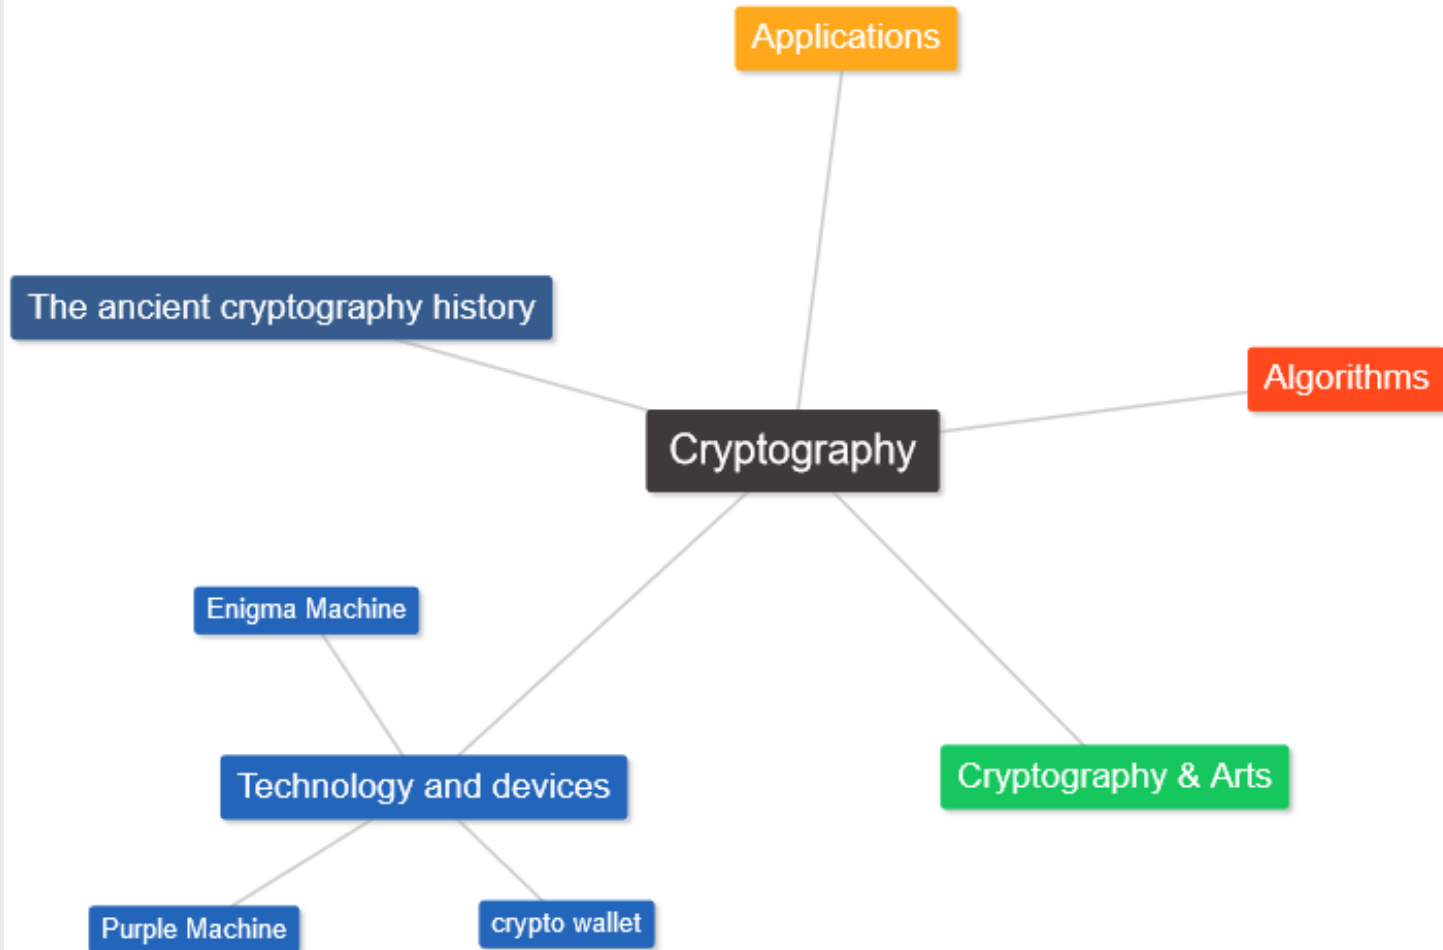 Applications
The ancient cryptography history
Algorithms
Cryptography
Enigma Machine
Technology and devices
Cryptography & Arts
Purple Machine
crypto wallet